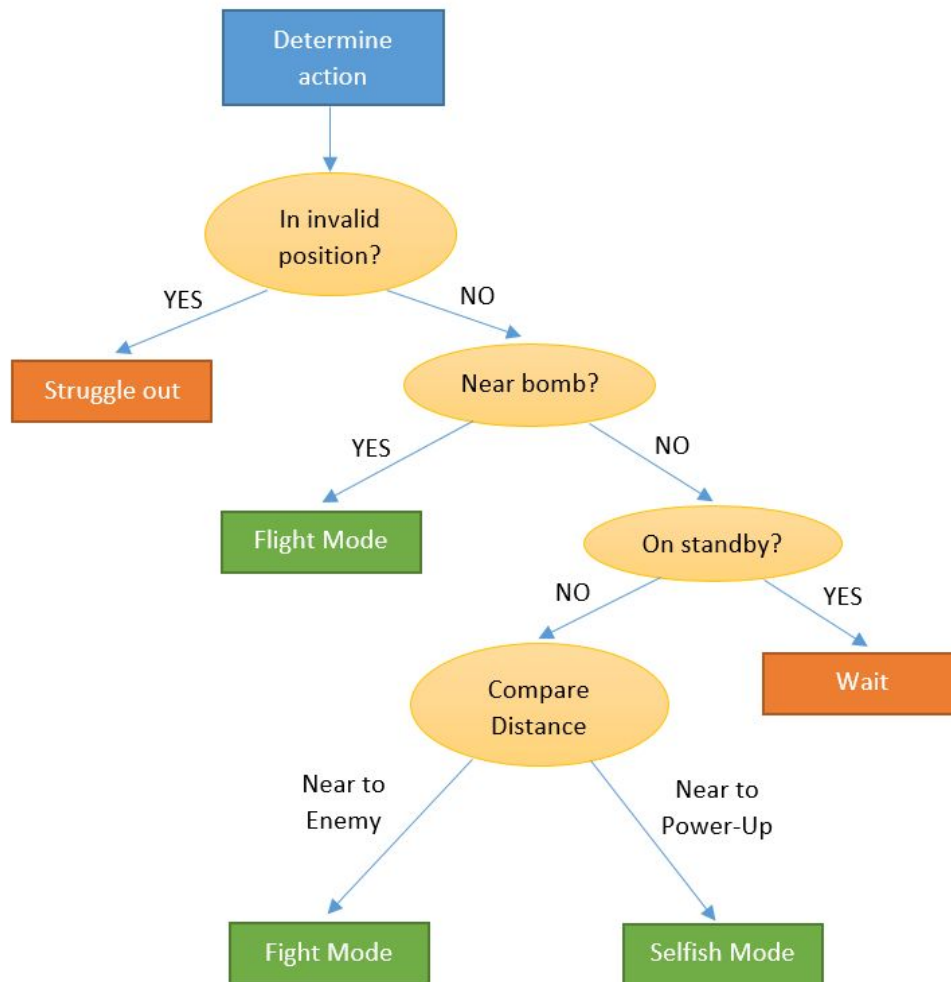 Determine
action
In invalid
position?
YES
NO
Struggle out
Near bomb?
YES
NO
Flight Mode
On standby?
NO
YES
Compare
Distance
Wait
Near to
Enemy
Near to
Power-Up
Fight Mode
Selfish Mode